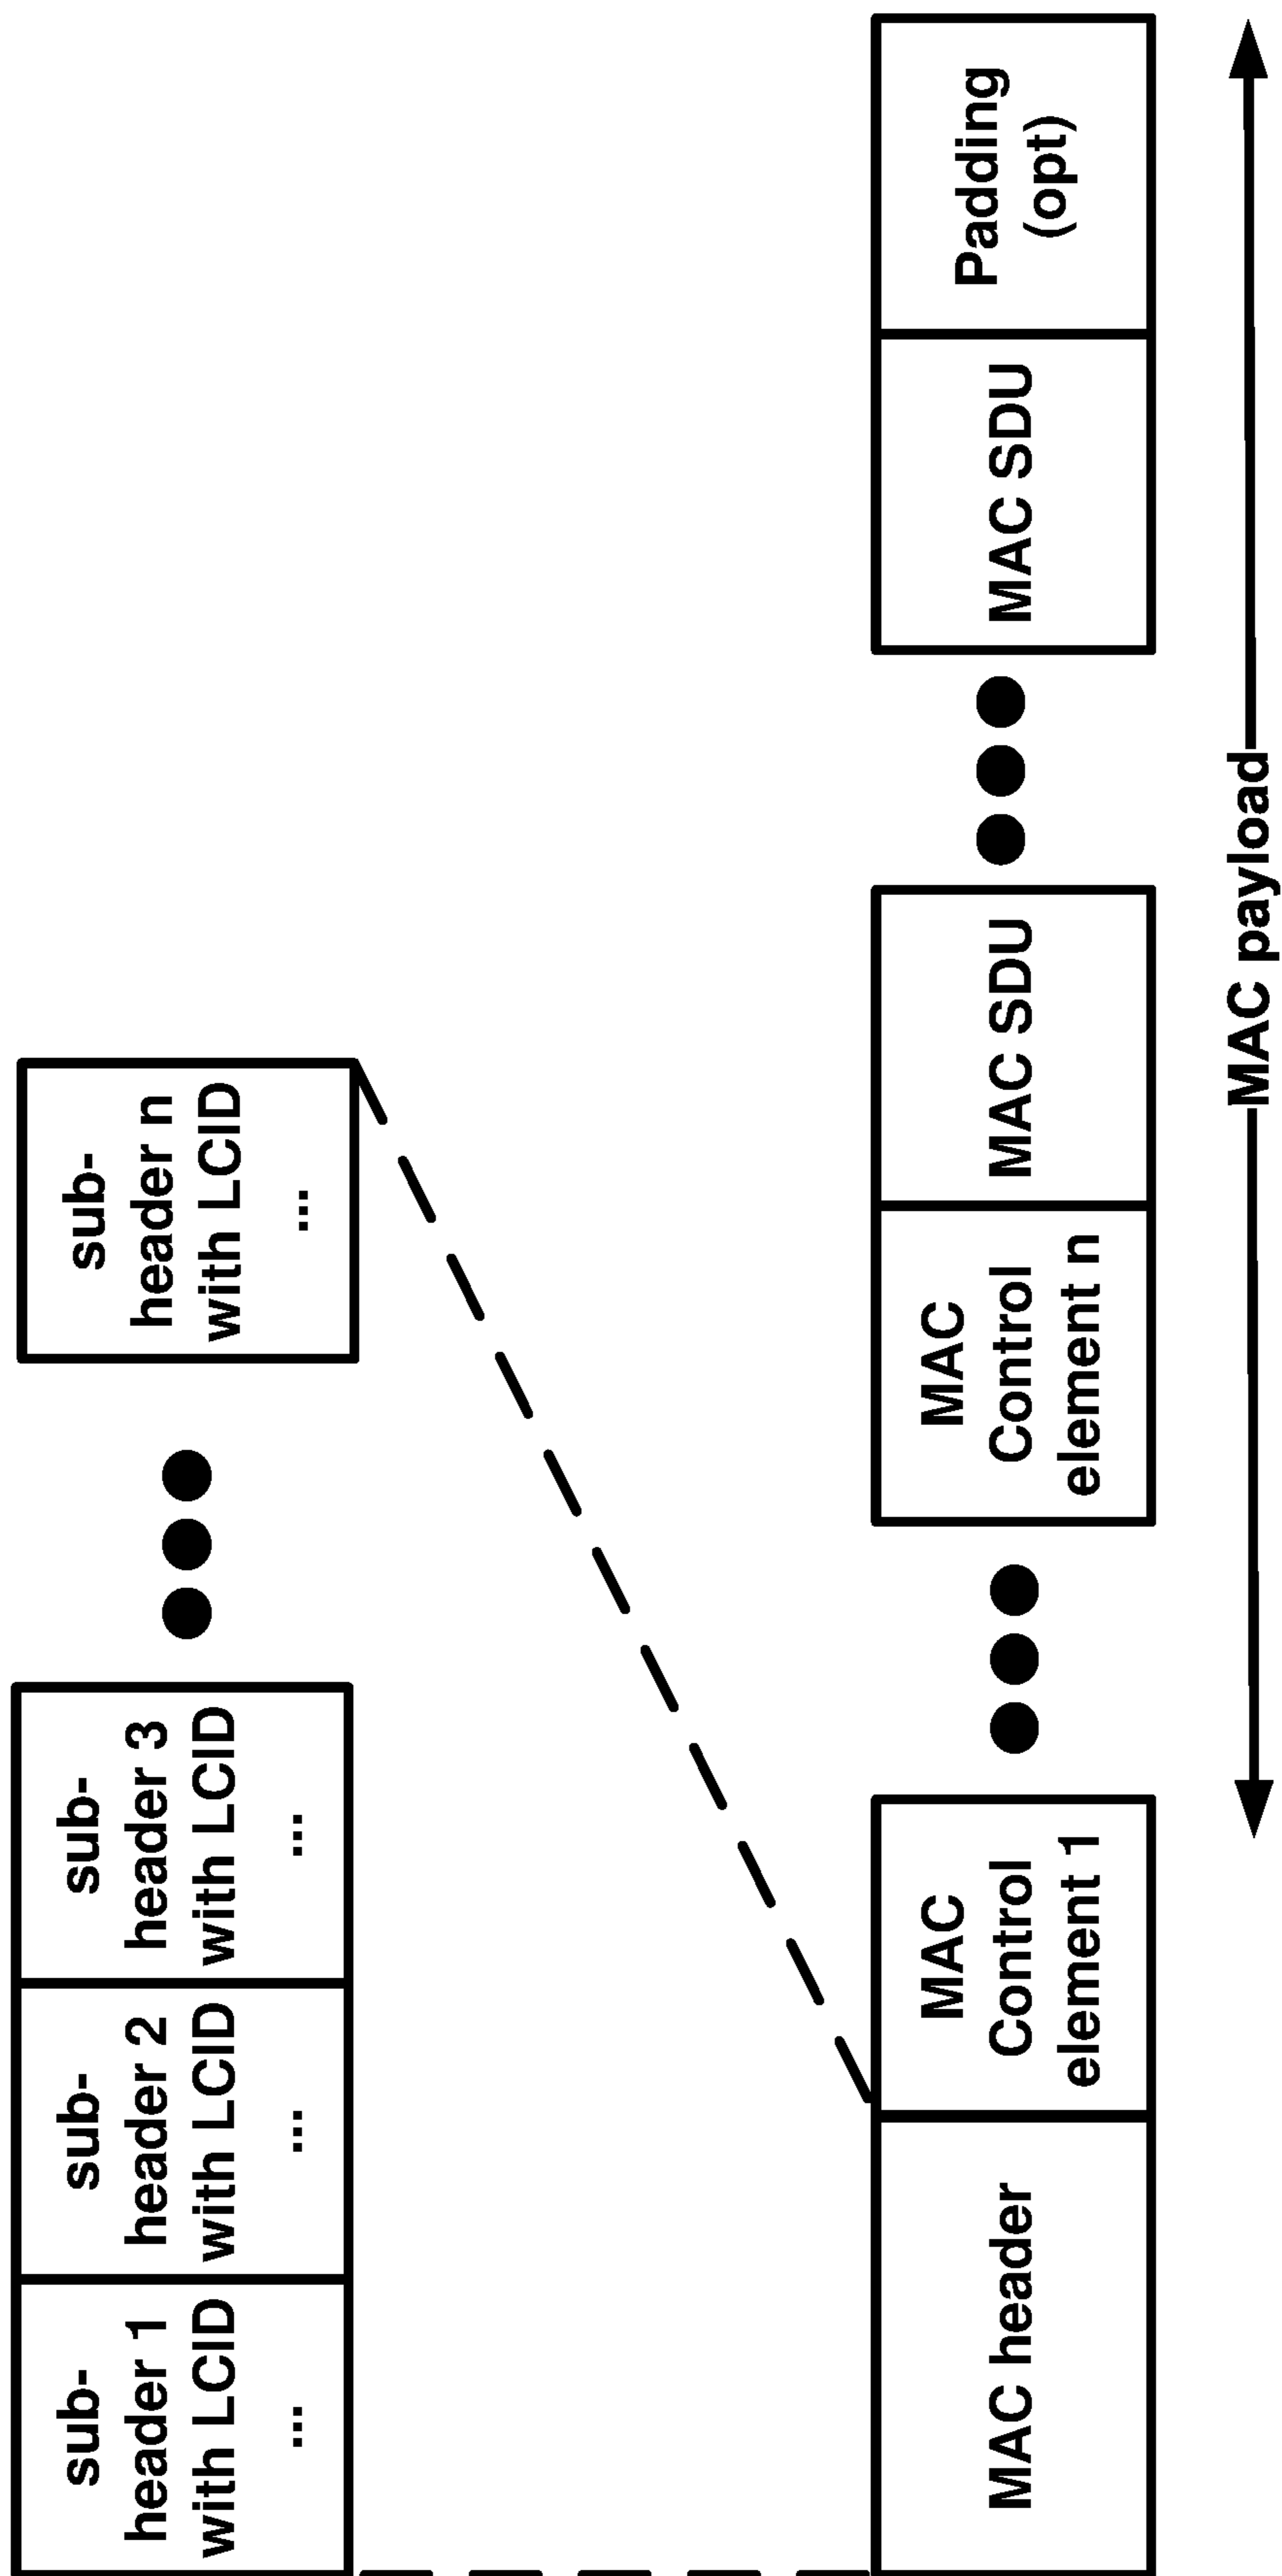 sub-
header 1
with LCID
...
sub-
header 2
with LCID
...
sub-
header 3
with LCID
...
sub-
header n
with LCID
...
MAC header
MAC
Control
element 1
MAC
Control
element n
MAC SDU
MAC SDU
Padding
(opt)
MAC payload